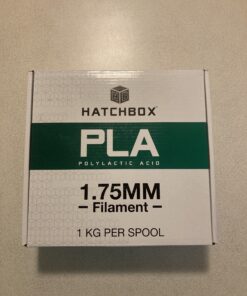 HATCHBOX
PLA
POLYLACTIC ACID
1.75MM
- Filament -
1 KG PER SPOOL